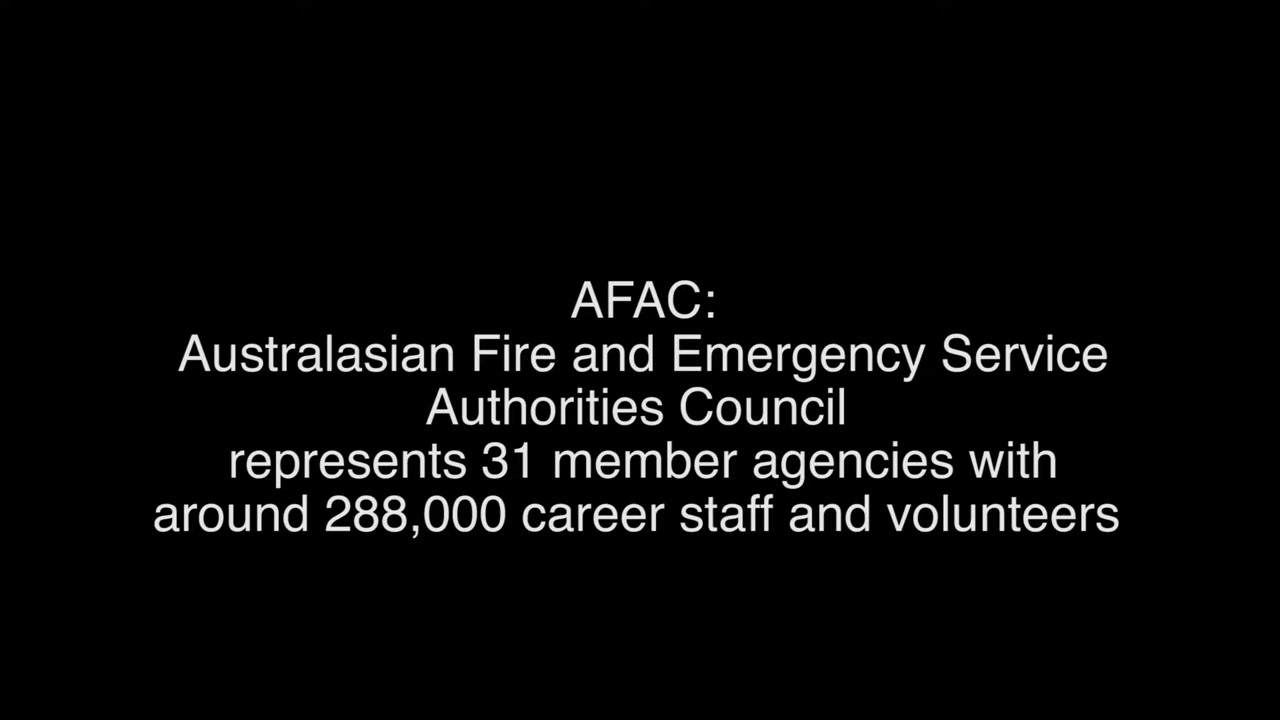 AFAC:
Australasian Fire and Emergency Service
Authorities Council
represents 31 member agencies with
around 288,000 career staff and volunteers